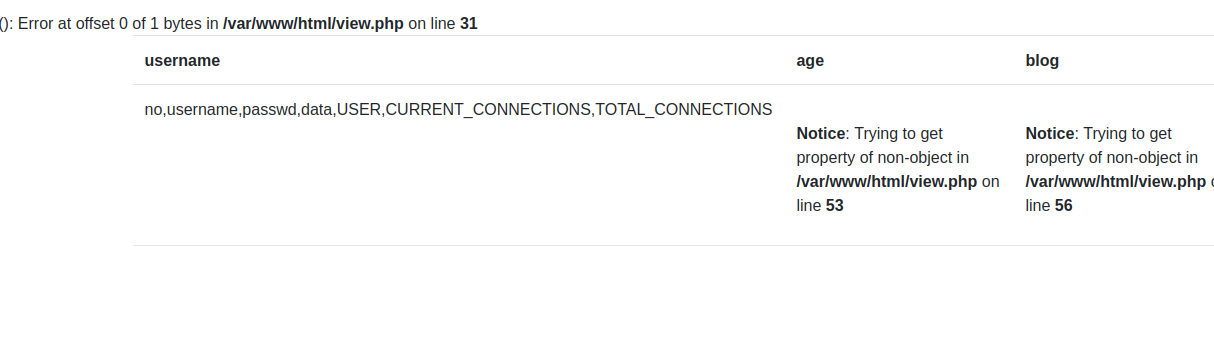 (): Error at offset 0 of 1 bytes in /var/www/html/view.php on line 31
username age blog
no,username,passwd,data,USER,CURRENT_CONNECTIONS,TOTAL_CONNECTIONS
Notice: Trying to get
property of non-object in
/var/www/html/view.php on
line 53
Notice: Trying to get
property of non-object in
/var/www/html/view.php
line 56